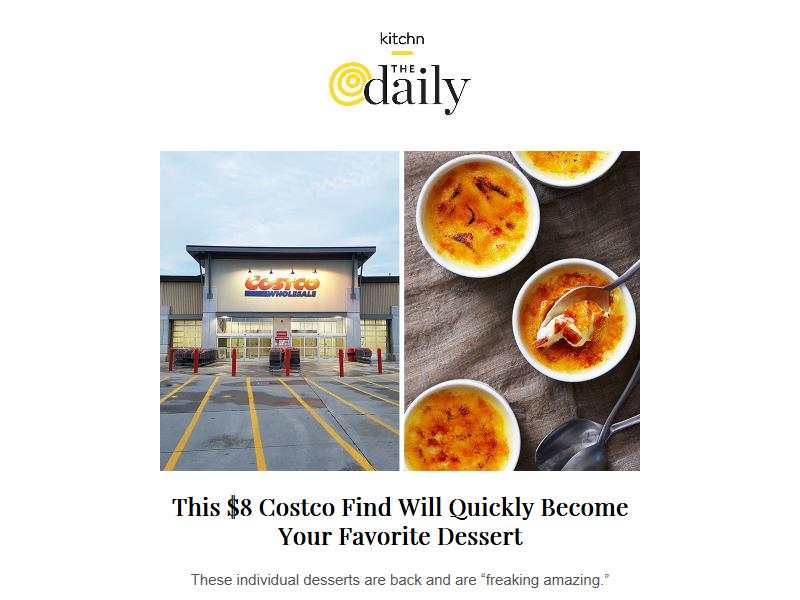 kitchn
THE
daily
COSTCO
WHOLESALE
This $8 Costco Find Will Quickly Become
Your Favorite Dessert
These individual desserts are back and are “freaking amazing.”